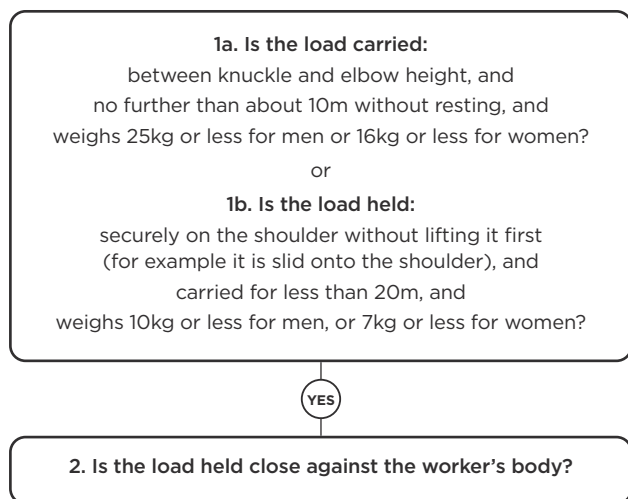 1a. Is the load carried:
between knuckle and elbow height, and
no further than about 10m without resting, and
weighs 25kg or less for men or 16kg or less for women?
or
1b. Is the load held:
securely on the shoulder without lifting it first
(for example it is slid onto the shoulder), and
carried for less than 20m, and
weighs 10kg or less for men, or 7kg or less for women?
YES
2. Is the load held close against the worker’s body?